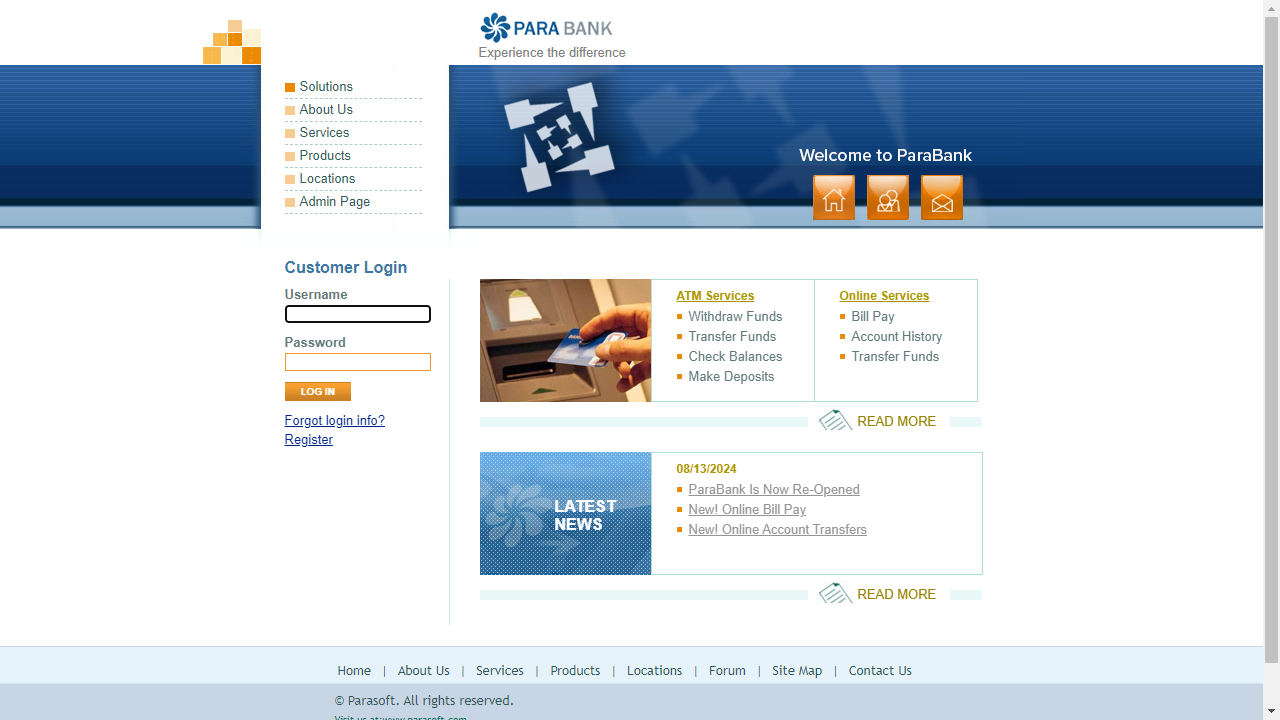 PARA BANK
Experience the difference
Solutions
About Us
Services
Products
Locations
Admin Page
Welcome to ParaBank
Customer Login
Username
Password
LOG IN
Forgot login info?
Register
ATM Services
Withdraw Funds
Transfer Funds
Check Balances
Make Deposits
Online Services
Bill Pay
Account History
Transfer Funds
READ MORE
LATEST
NEWS
08/13/2024
ParaBank Is Now Re-Opened
New! Online Bill Pay
New! Online Account Transfers
READ MORE
Home | About Us | Services | Products | Locations | Forum | Site Map | Contact Us
© Parasoft. All rights reserved.
Visit us at:www.parasoft.com